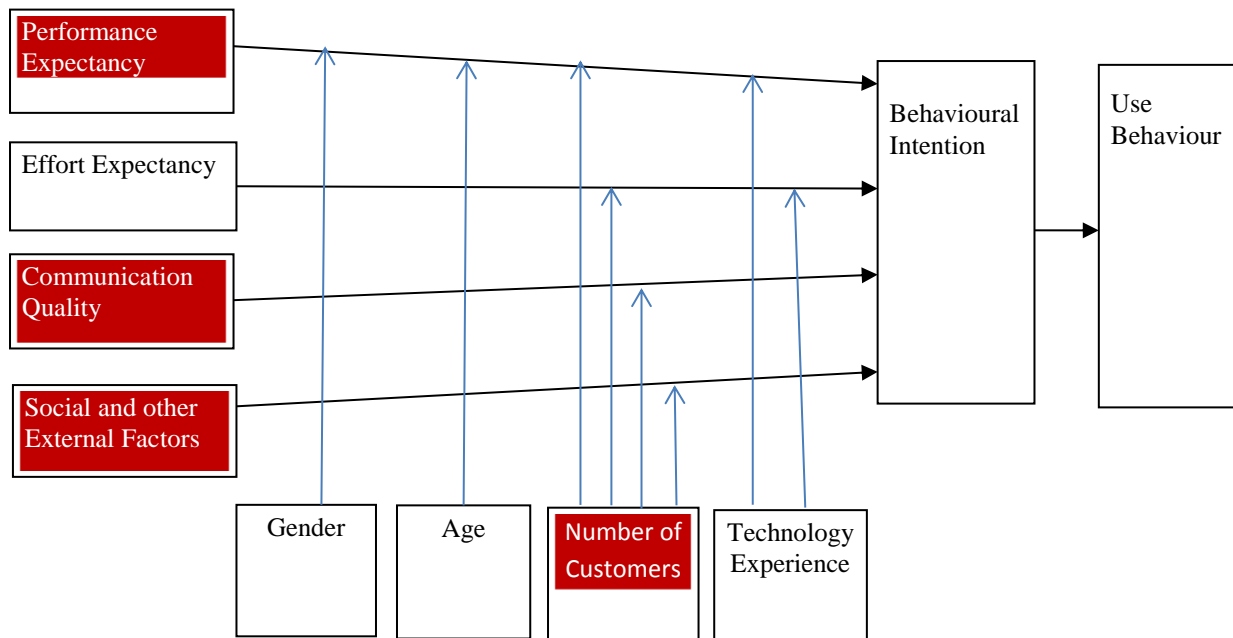 Performance
Expectancy
Behavioural
Intention
Use
Behaviour
Effort Expectancy
Communication
Quality
Social and other
External Factors
Gender
Age
Number of
Customers
Technology
Experience